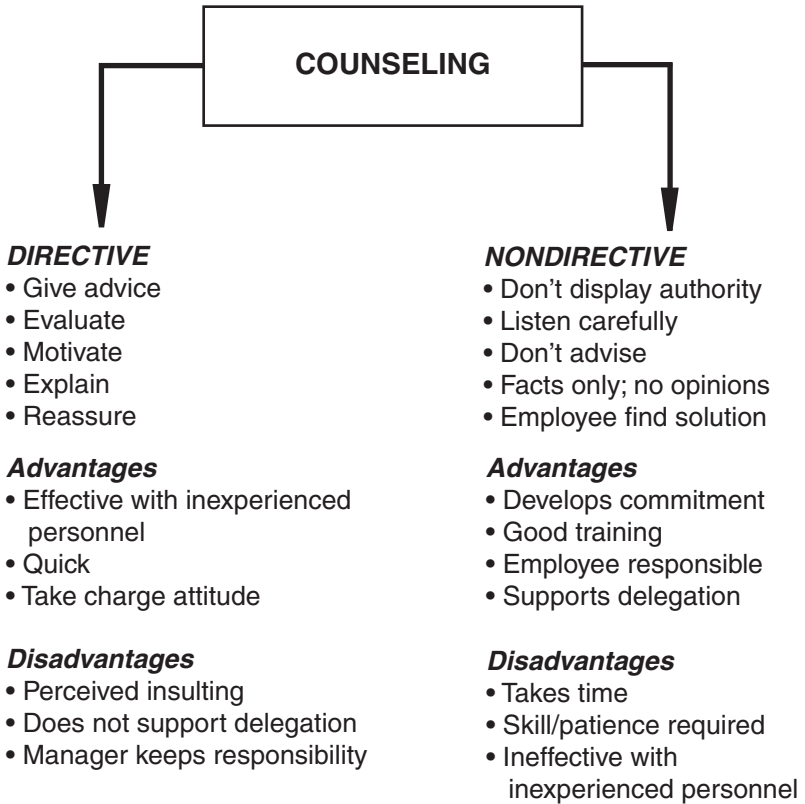 COUNSELING
DIRECTIVE
• Give advice
• Evaluate
• Motivate
• Explain
• Reassure
Advantages
• Effective with inexperienced
personnel
• Quick
• Take charge attitude
Disadvantages
• Perceived insulting
• Does not support delegation
• Manager keeps responsibility
NONDIRECTIVE
• Don’t display authority
• Listen carefully
• Don’t advise
• Facts only; no opinions
• Employee find solution
Advantages
• Develops commitment
• Good training
• Employee responsible
• Supports delegation
Disadvantages
• Takes time
• Skill/patience required
• Ineffective with
inexperienced personnel